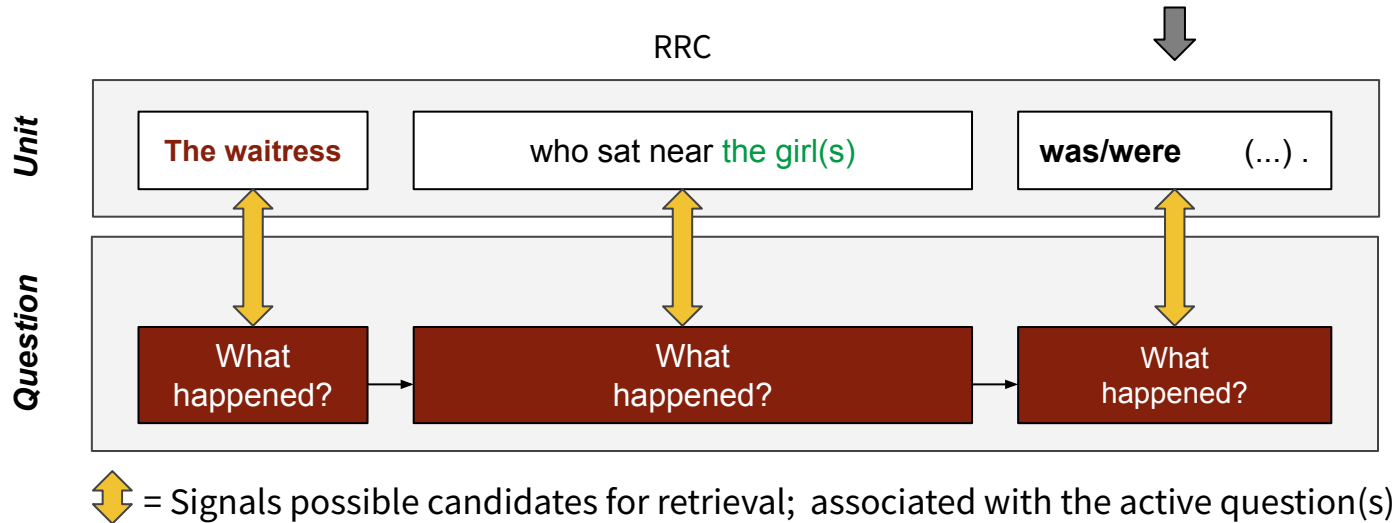 RRC
Unit
The waitress
who sat near the girl(s)
was/were (...) .
Question
What
happened?
What
happened?
What
happened?
= Signals possible candidates for retrieval; associated with the active question(s)